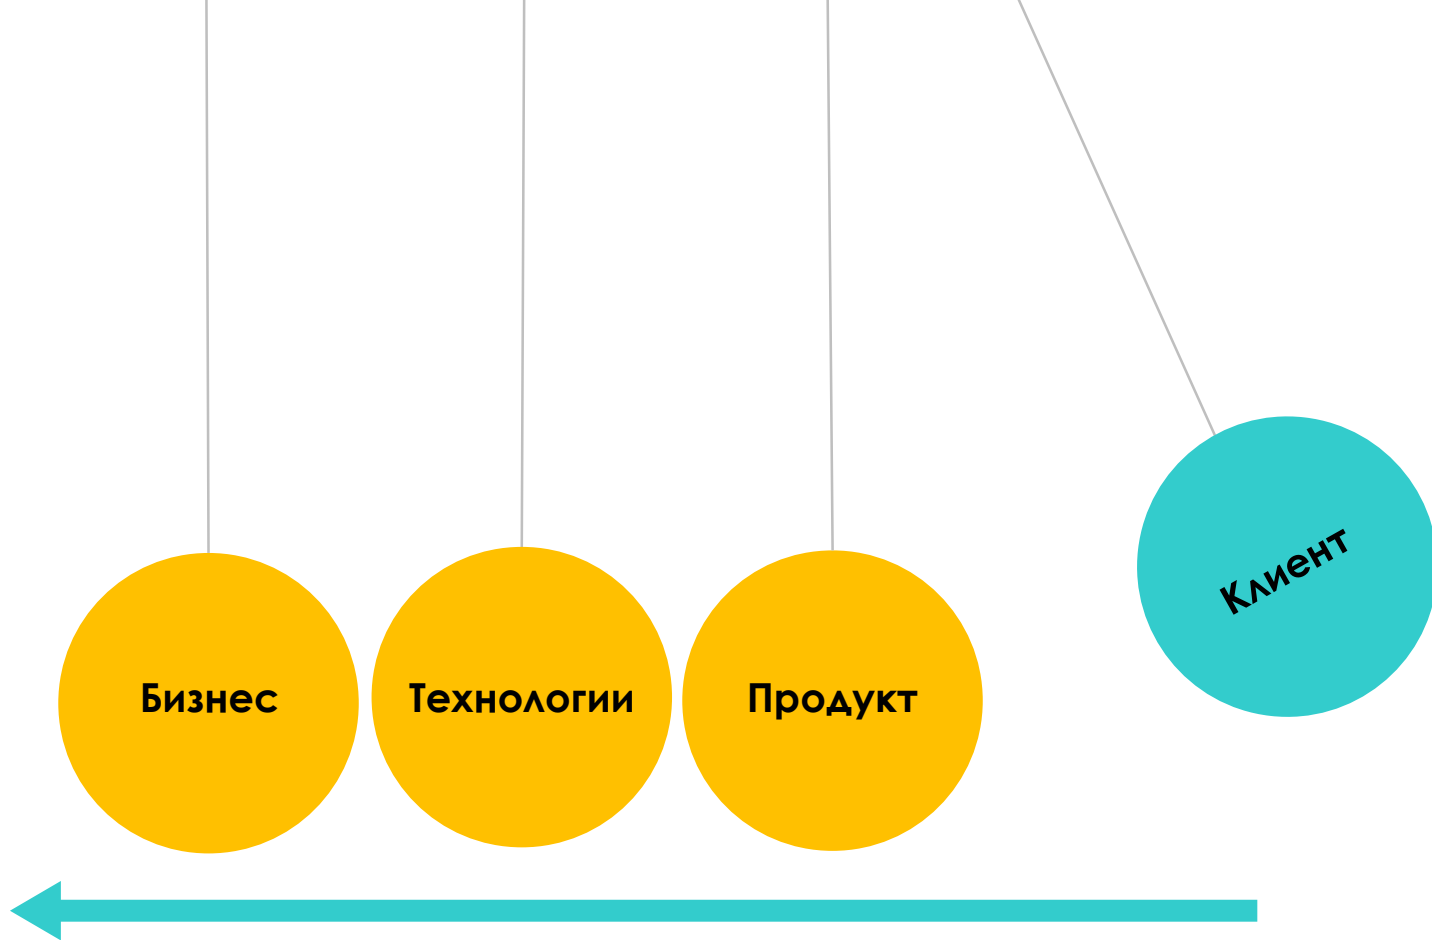 Бизнес
Технологии
Продукт
Клиент